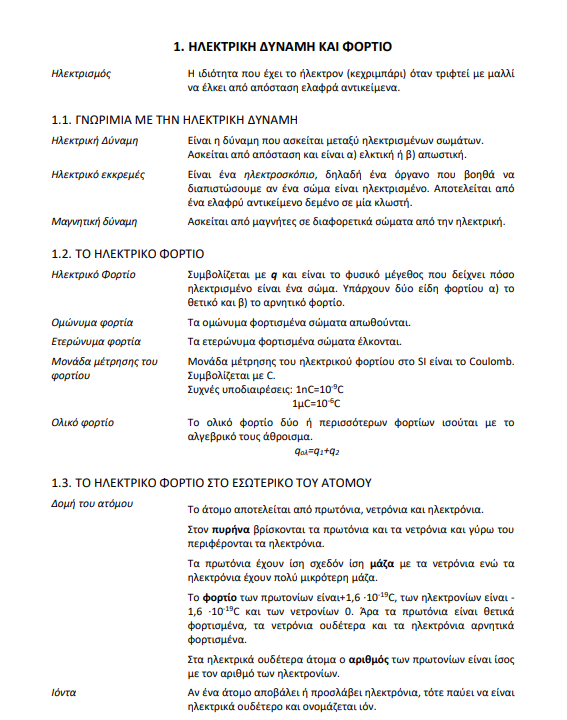 1. ΗΛΕΚΤΡΙΚΗ ΔΥΝΑΜΗ ΚΑΙ ΦΟΡΤΙΟ
Ηλεκτρισμός
Η ιδιότητα που έχει το ήλεκτρον (κεχριμπάρι) όταν τριφτεί με μαλλί
να έλκει από απόσταση ελαφρά αντικείμενα.
1.1. ΓΝΩΡΙΜΙΑ ΜΕ ΤΗΝ ΗΛΕΚΤΡΙΚΗ ΔΥΝΑΜΗ
Ηλεκτρική Δύναμη
Είναι η δύναμη που ασκείται μεταξύ ηλεκτρισμένων σωμάτων.
Ασκείται από απόσταση και είναι α) ελκτική ή β) απωστική.
Ηλεκτρικό εκκρεμές
Είναι ένα ηλεκτροσκόπιο, δηλαδή ένα όργανο που βοηθά να
διαπιστώσουμε αν ένα σώμα είναι ηλεκτρισμένο. Αποτελείται από
ένα ελαφρύ αντικείμενο δεμένο σε μία κλωστή.
Μαγνητική δύναμη
Ασκείται από μαγνήτες σε διαφορετικά σώματα από την ηλεκτρική.
1.2. ΤΟ ΗΛΕΚΤΡΙΚΟ ΦΟΡΤΙΟ
Ηλεκτρικό Φορτίο
Συμβολίζεται με q και είναι το φυσικό μέγεθος που δείχνει πόσο
ηλεκτρισμένο είναι ένα σώμα. Υπάρχουν δύο είδη φορτίου α) το
θετικό και β) το αρνητικό φορτίο.
Ομώνυμα φορτία
Τα ομώνυμα φορτισμένα σώματα απωθούνται.
Ετερώνυμα φορτία
Τα ετερώνυμα φορτισμένα σώματα έλκονται.
Μονάδα μέτρησης του
φορτίου
Μονάδα μέτρησης του ηλεκτρικού φορτίου στο SI είναι το Coulomb.
Συμβολίζεται με C.
Συχνές υποδιαιρέσεις: 1nC=10⁻⁹C
1μC=10⁻⁶C
Ολικό φορτίο
Το ολικό φορτίο δύο ή περισσότερων φορτίων ισούται με το
αλγεβρικό τους άθροισμα.
qολ=q₁+q₂
1.3. ΤΟ ΗΛΕΚΤΡΙΚΟ ΦΟΡΤΙΟ ΣΤΟ ΕΣΩΤΕΡΙΚΟ ΤΟΥ ΑΤΟΜΟΥ
Δομή του ατόμου
Το άτομο αποτελείται από πρωτόνια, νετρόνια και ηλεκτρόνια.
Στον πυρήνα βρίσκονται τα πρωτόνια και τα νετρόνια και γύρω του
περιφέρονται τα ηλεκτρόνια.
Τα πρωτόνια έχουν ίση σχεδόν ίση μάζα με τα νετρόνια ενώ τα
ηλεκτρόνια έχουν πολύ μικρότερη μάζα.
Το φορτίο των πρωτονίων είναι+1,6 ·10⁻¹⁹C, των ηλεκτρονίων είναι -
1,6 ·10⁻¹⁹C και των νετρονίων 0. Άρα τα πρωτόνια είναι θετικά
φορτισμένα, τα νετρόνια ουδέτερα και τα ηλεκτρόνια αρνητικά
φορτισμένα.
Στα ηλεκτρικά ουδέτερα άτομα ο αριθμός των πρωτονίων είναι ίσος
με τον αριθμό των ηλεκτρονίων.
Ιόντα
Αν ένα άτομο αποβάλει ή προσλάβει ηλεκτρόνια, τότε παύει να είναι
ηλεκτρικά ουδέτερο και ονομάζεται ιόν.